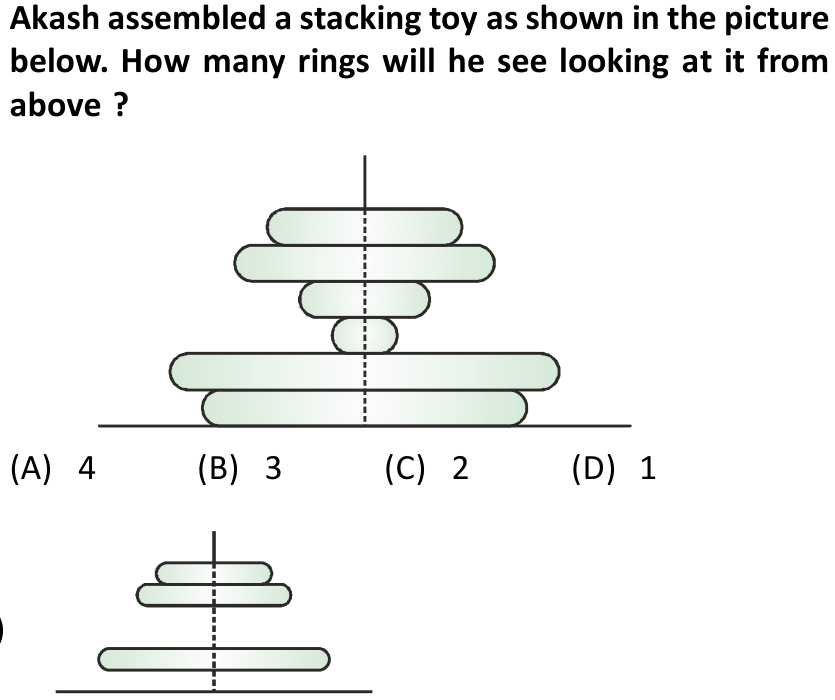 Akash assembled a stacking toy as shown in the picture
below. How many rings will he see looking at it from
above ?
(A) 4 (B) 3 (C) 2 (D) 1
)